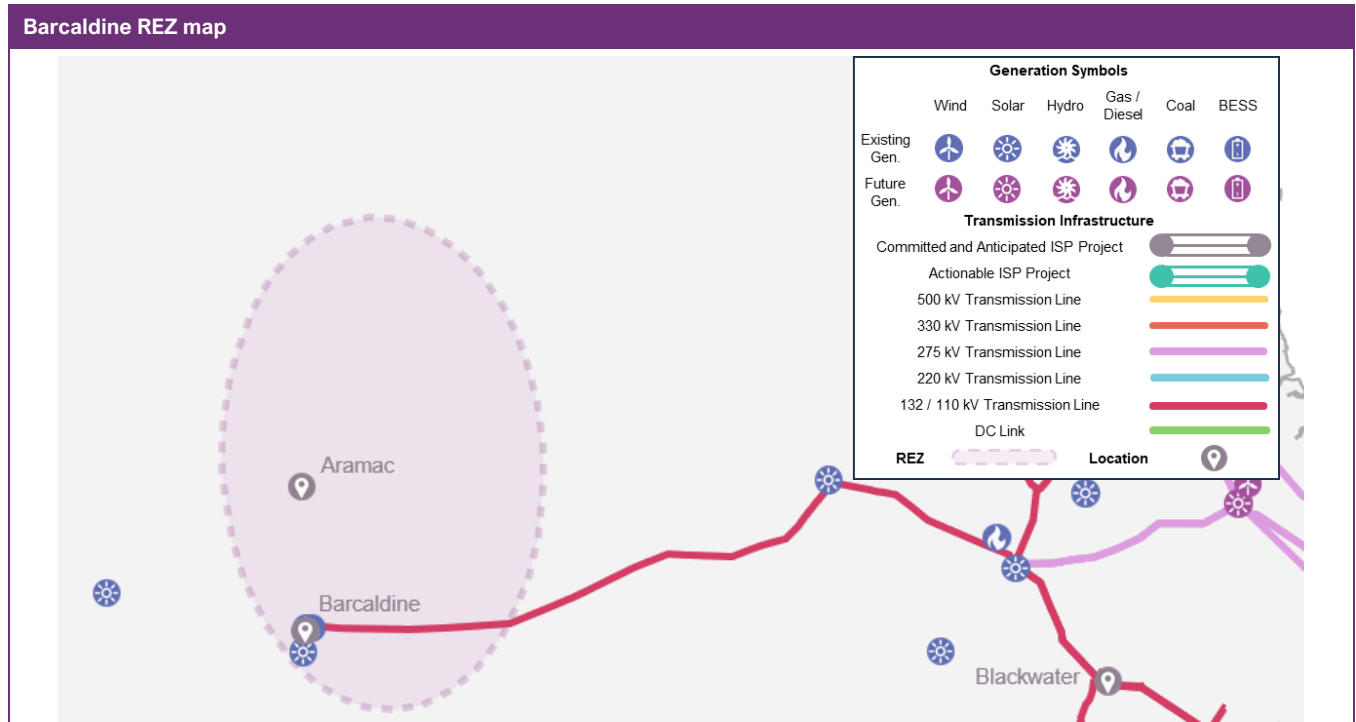 Barcaldine REZ map
Generation Symbols
Wind Solar Hydro Gas / Diesel Coal BESS
Existing Gen.
Future Gen.
Transmission Infrastructure
Committed and Anticipated ISP Project
Actionable ISP Project
500 kV Transmission Line
330 kV Transmission Line
275 kV Transmission Line
220 kV Transmission Line
132 / 110 kV Transmission Line
DC Link
REZ Location
Aramac
Barcaldine
Blackwater